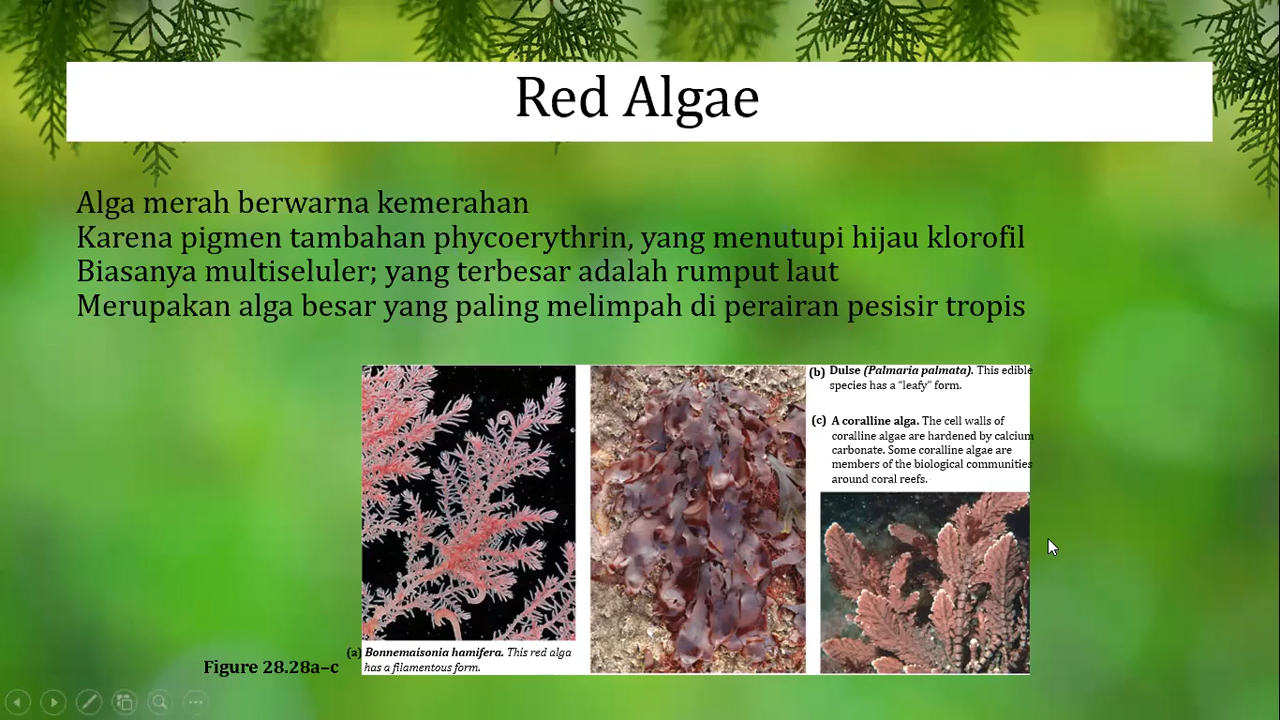 Red Algae
Alga merah berwarna kemerahan
Karena pigmen tambahan phycoerythrin, yang menutupi hijau klorofil
Biasanya multiseluler; yang terbesar adalah rumput laut
Merupakan alga besar yang paling melimpah di perairan pesisir tropis
(b) Dulse (Palmaria palmata). This edible
species has a “leafy” form.
(c) A coralline alga. The cell walls of
coralline algae are hardened by calcium
carbonate. Some coralline algae are
members of the biological communities
around coral reefs.
(a) Bonnemaisonia hamifera. This red alga
has a filamentous form.
Figure 28.28a–c